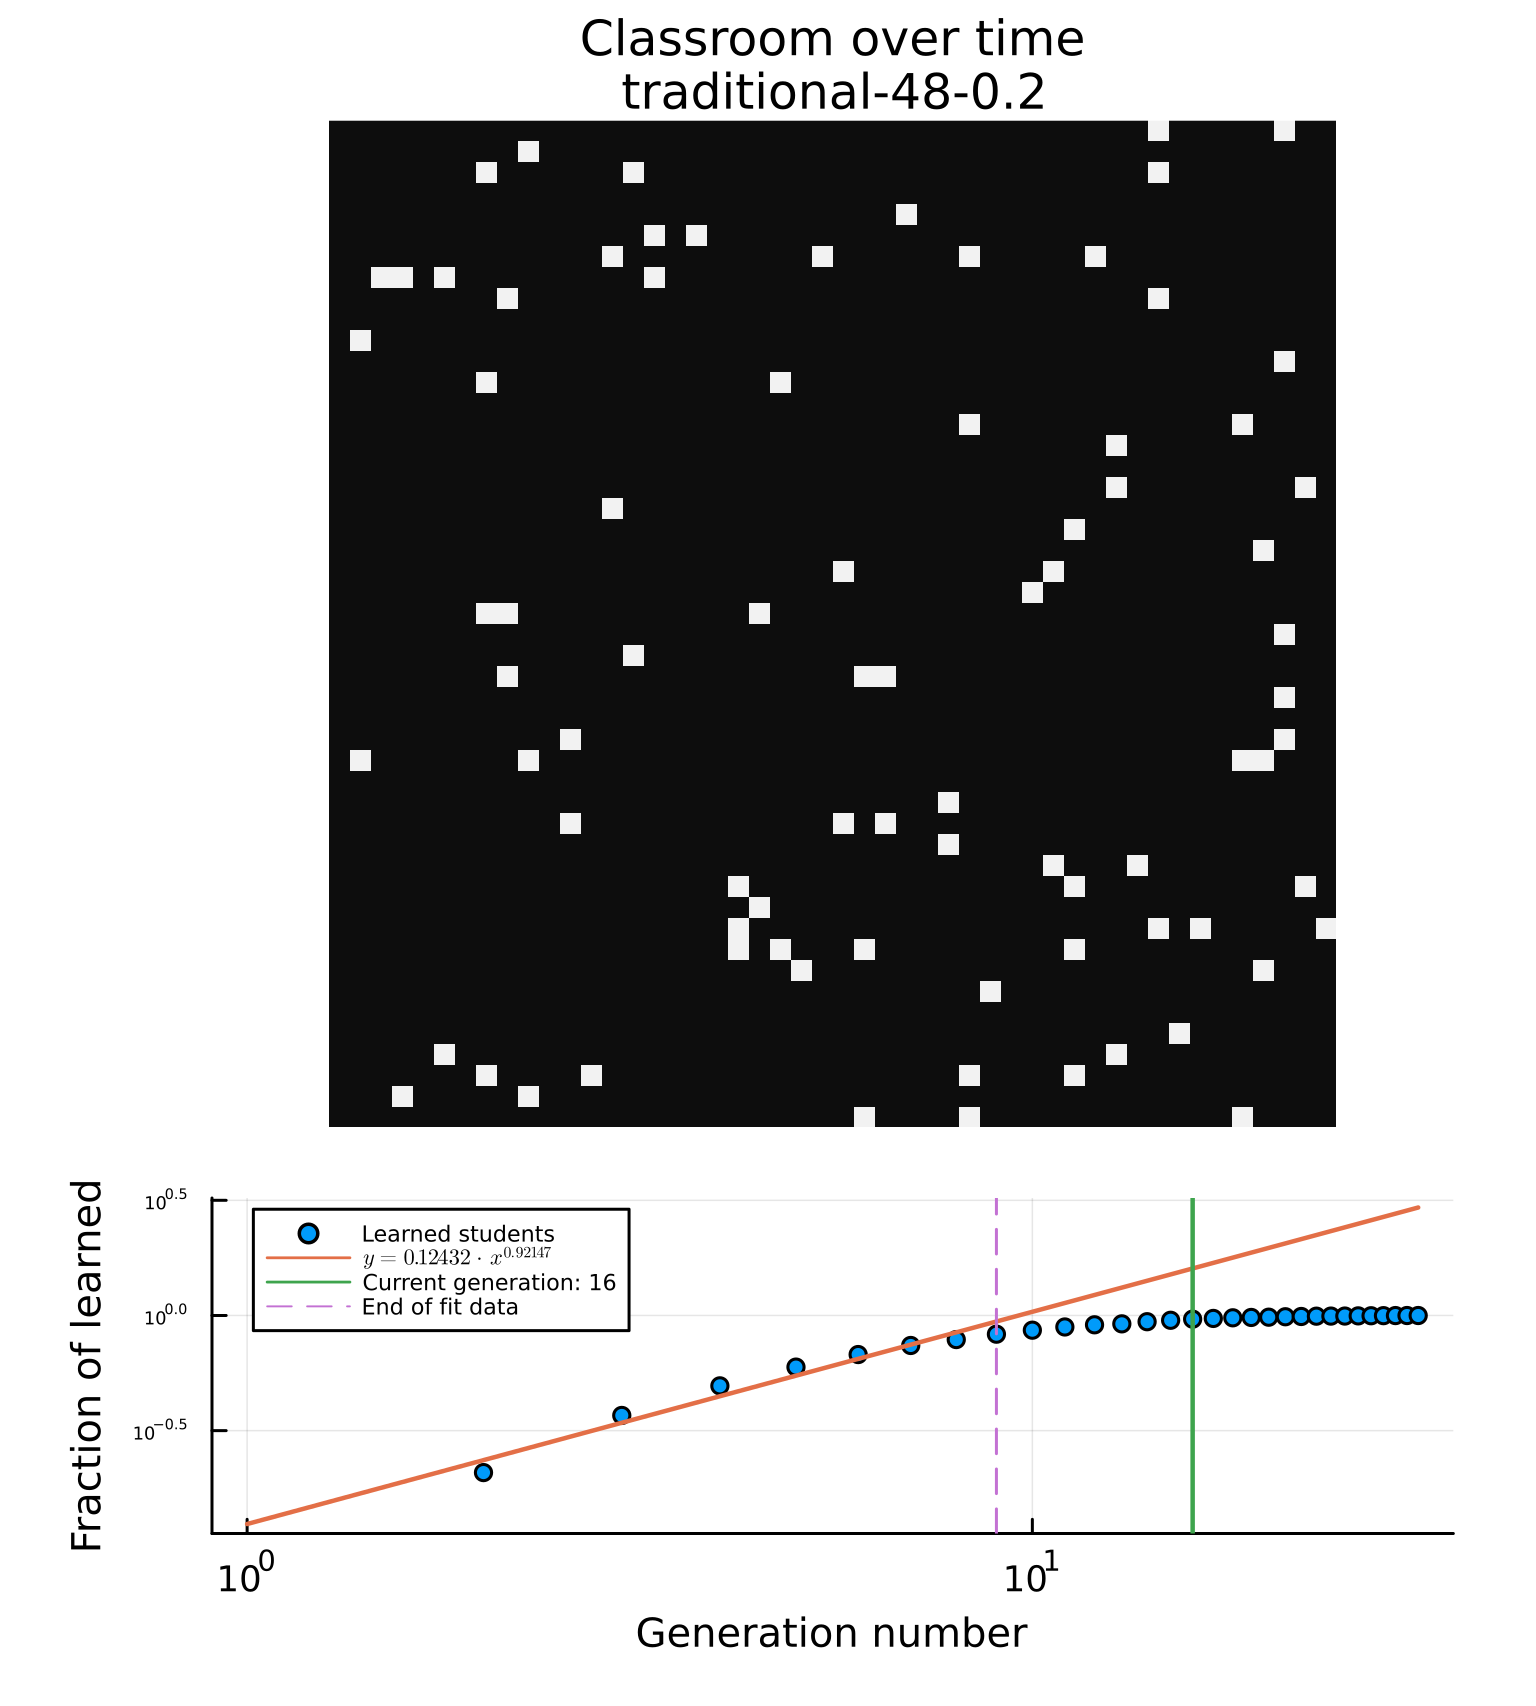 Classroom over time
traditional-48-0.2
Fraction of learned
10^0.5
10^0.0
10^−0.5
Learned students
y = 0.12432 · x^0.92147
Current generation: 16
End of fit data
10^0
10^1
Generation number